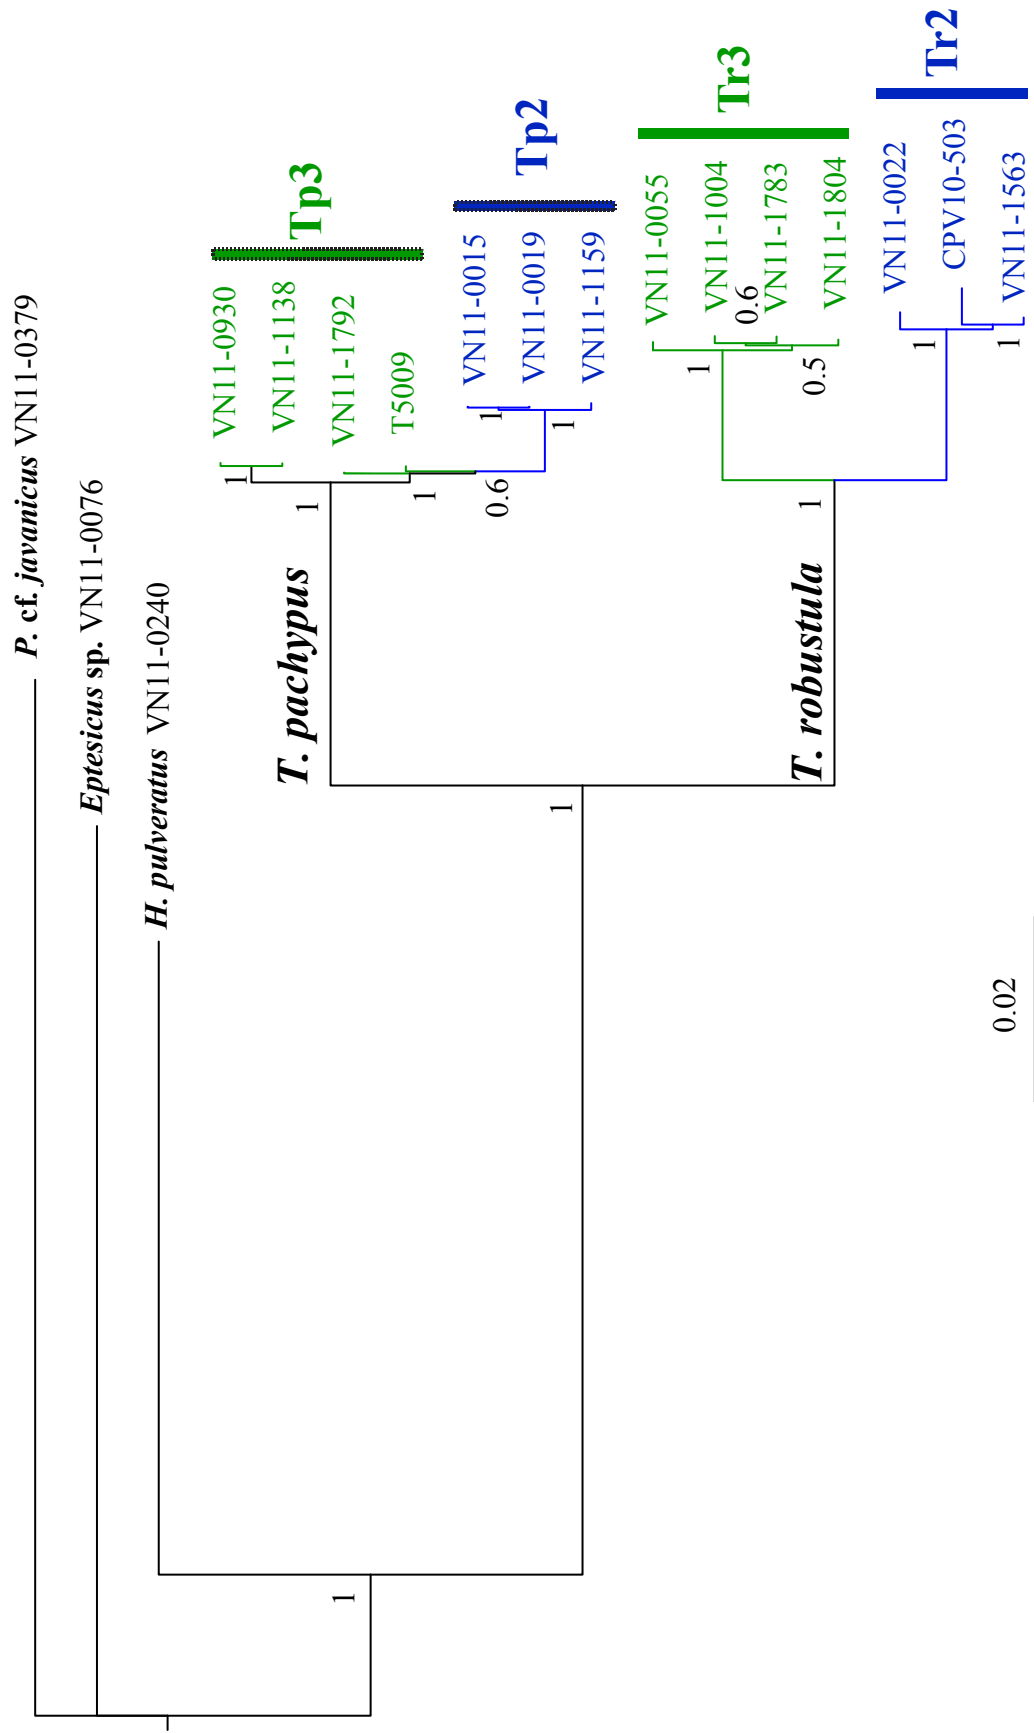 P. cf. javanicus VN11-0379
Eptesicus sp. VN11-0076
H. pulveratus VN11-0240
T. pachypus
VN11-0930
VN11-1138
VN11-1792
T5009
Tp3
VN11-0015
VN11-0019
VN11-1159
Tp2
T. robustula
VN11-0055
VN11-1004
VN11-1783
VN11-1804
Tr3
VN11-0022
CPV10-503
VN11-1563
Tr2
1
1
1
1
1
0.6
1
1
1
1
0.6
0.5
1
1
0.02